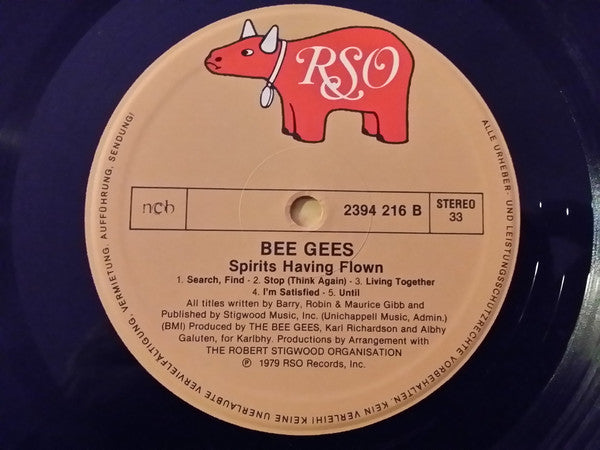 RSO
ncb
2394 216 B
STEREO
33
BEE GEES
Spirits Having Flown
1. Search, Find - 2. Stop (Think Again) - 3. Living Together
4. I'm Satisfied - 5. Until
All titles written by Barry, Robin & Maurice Gibb and
Published by Stigwood Music, Inc. (Unichappell Music, Admin.)
(BMI) Produced by THE BEE GEES, Karl Richardson and Albhy
Galuten, for Karlbhy. Productions by Arrangement with
THE ROBERT STIGWOOD ORGANISATION
℗ 1979 RSO Records, Inc.
ALLE URHEBER- UND LEISTUNGSSCHUTZRECHTE VORBEHALTEN. KEIN VERLEIH! KEINE UNERLAUBTE VERVIELFÄLTIGUNG, VERMIETUNG, AUFFÜHRUNG, SENDUNG!